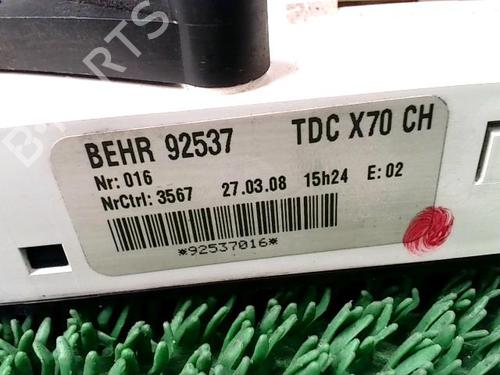 BEHR 92537 TDC X70 CH
Nr: 016
NrCtrl: 3567 27.03.08 15h24 E: 02
*92537016*